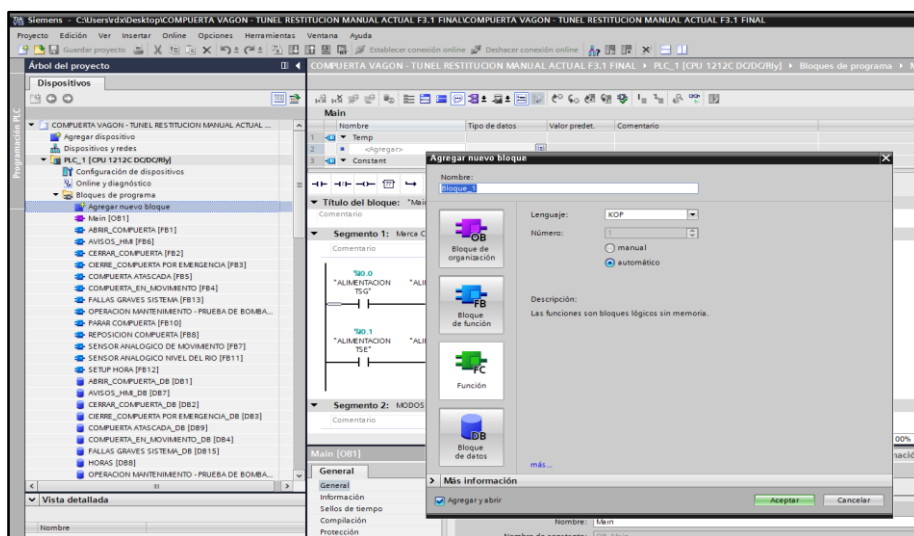 Siemens - C:\Users\vdx\Desktop\COMPUERTA VAGON - TUNEL RESTITUCION MANUAL ACTUAL F3.1 FINAL\COMPUERTA VAGON - TUNEL RESTITUCION MANUAL ACTUAL F3.1 FINAL
Proyecto Edición Ver Insertar Online Opciones Herramientas Ventana Ayuda
Guardar proyecto Establecer conexión online Deshacer conexión online
Árbol del proyecto
COMPUERTA VAGON - TUNEL RESTITUCION MANUAL ACTUAL F3.1 FINAL PLC_1 [CPU 1212C DC/DC/Rly] Bloques de programa
Dispositivos
Programación PLC
COMPUERTA VAGON - TUNEL RESTITUCION MANUAL ACTUAL ...
Agregar dispositivo
Dispositivos y redes
PLC_1 [CPU 1212C DC/DC/Rly]
Configuración de dispositivos
Online y diagnóstico
Bloques de programa
Agregar nuevo bloque
Main [OB1]
ABRIR_COMPUERTA [FB1]
AVISOS_HMI [FB6]
CERRAR_COMPUERTA [FB2]
CIERRE_COMPUERTA POR EMERGENCIA [FB3]
COMPUERTA ATASCADA [FB5]
COMPUERTA_EN_MOVIMIENTO [FB4]
FALLAS GRAVES SISTEMA [FB13]
OPERACION MANTENIMIENTO - PRUEBA DE BOMBA...
PARAR COMPUERTA [FB10]
REPOSICION COMPUERTA [FB8]
SENSOR ANALOGICO DE MOVIMIENTO [FB7]
SENSOR ANALOGICO NIVEL DEL RIO [FB11]
SETUP HORA [FB12]
ABRIR_COMPUERTA_DB [DB1]
AVISOS_HMI_DB [DB7]
CERRAR_COMPUERTA_DB [DB2]
CIERRE_COMPUERTA POR EMERGENCIA_DB [DB3]
COMPUERTA ATASCADA_DB [DB9]
COMPUERTA_EN_MOVIMIENTO_DB [DB4]
FALLAS GRAVES SISTEMA_DB [DB15]
HORAS [DB8]
OPERACION MANTENIMIENTO - PRUEBA DE BOMBA...
Vista detallada
Nombre
Main
Nombre Tipo de datos Valor predet. Comentario
1 Temp
2 <Agregar>
3 Constant
Título del bloque: "Mai
Comentario
Segmento 1: Marca C
Comentario
%I0.0
"ALIMENTACION "ALI
TSG"
%I0.1
"ALIMENTACION "ALI
TSE"
Segmento 2: MODOS
Comentario
00%
Main [OB1]
General
General
Información
Sellos de tiempo
Compilación
Protección
Nombre: Main
Agregar nuevo bloque
Nombre:
Bloque_1
OB
Bloque de
organización
FB
Bloque
de función
FC
Función
DB
Bloque
de datos
Lenguaje: KOP
Número: 1
manual
automático
Descripción:
Las funciones son bloques lógicos sin memoria.
más...
Más información
Agregar y abrir
Aceptar Cancelar